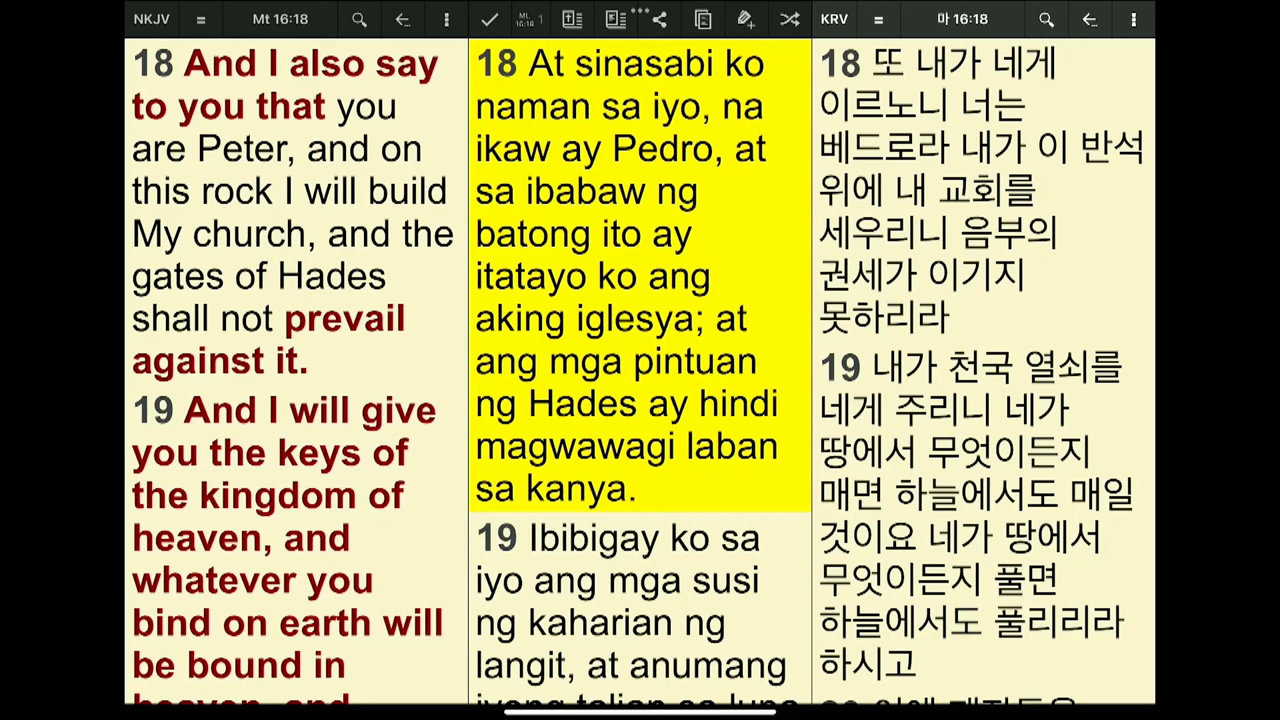 NKJV
Mt 16:18
18 And I also say
to you that you
are Peter, and on
this rock I will build
My church, and the
gates of Hades
shall not prevail
against it.
19 And I will give
you the keys of
the kingdom of
heaven, and
whatever you
bind on earth will
be bound in
heaven, and
Mt.
16:18 1
18 At sinasabi ko
naman sa iyo, na
ikaw ay Pedro, at
sa ibabaw ng
batong ito ay
itatayo ko ang
aking iglesya; at
ang mga pintuan
ng Hades ay hindi
magwawagi laban
sa kanya.
19 Ibibigay ko sa
iyo ang mga susi
ng kaharian ng
langit, at anumang
iyong talian sa lupa
KRV
마 16:18
18 또 내가 네게
이르노니 너는
베드로라 내가 이 반석
위에 내 교회를
세우리니 음부의
권세가 이기지
못하리라
19 내가 천국 열쇠를
네게 주리니 네가
땅에서 무엇이든지
매면 하늘에서도 매일
것이요 네가 땅에서
무엇이든지 풀면
하늘에서도 풀리리라
하시고